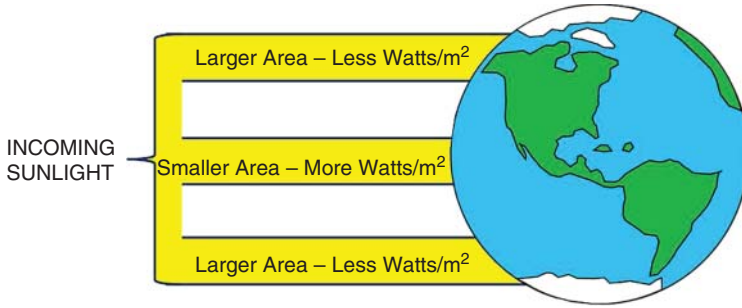 Larger Area – Less Watts/m²
INCOMING
SUNLIGHT
Smaller Area – More Watts/m²
Larger Area – Less Watts/m²